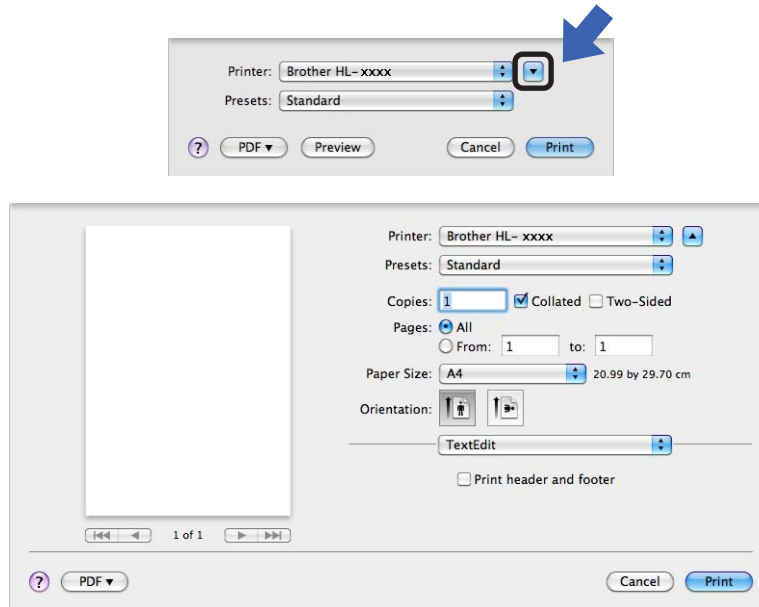 Printer: Brother HL- xxxx
Presets: Standard
? PDF▼ Preview Cancel Print
Printer: Brother HL- xxxx
Presets: Standard
Copies: 1 Collated Two-Sided
Pages: All
From: 1 to: 1
Paper Size: A4 20.99 by 29.70 cm
Orientation:
TextEdit
Print header and footer
1 of 1
? PDF▼ Cancel Print